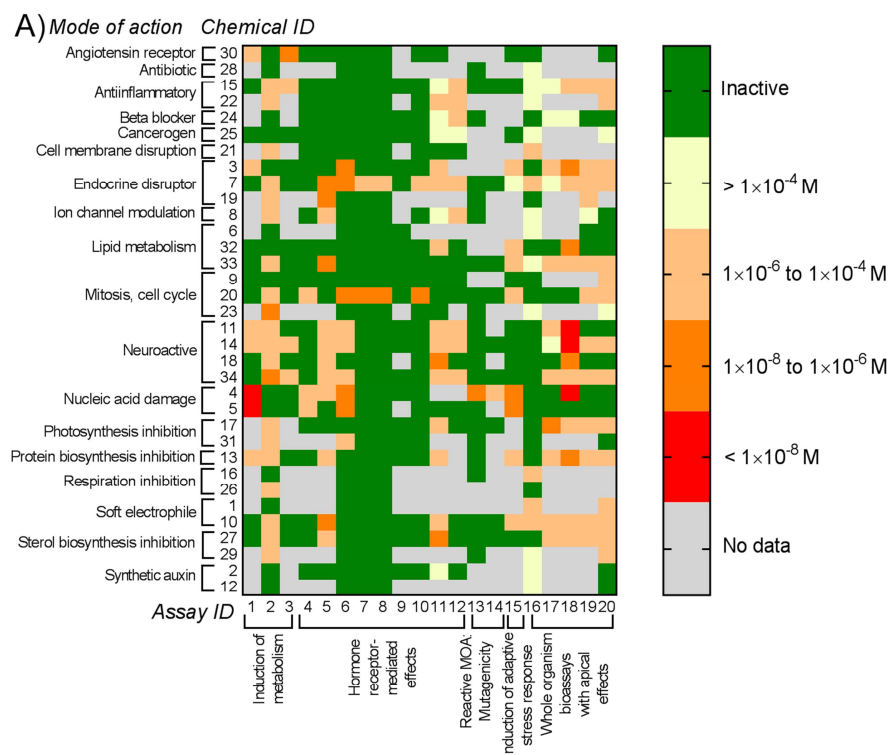 A) Mode of action Chemical ID
Angiotensin receptor 30
Antibiotic 28
Antiinflammatory 15
22
Beta blocker 24
Cancerogen 25
Cell membrane disruption 21
Endocrine disruptor 3
7
19
Ion channel modulation 8
Lipid metabolism 6
32
33
Mitosis, cell cycle 9
20
23
Neuroactive 11
14
18
34
Nucleic acid damage 4
5
Photosynthesis inhibition 17
31
Protein biosynthesis inhibition 13
Respiration inhibition 16
26
Soft electrophile 1
10
Sterol biosynthesis inhibition 27
29
Synthetic auxin 2
12
Assay ID 1 2 3 4 5 6 7 8 9 10 11 12 13 14 15 16 17 18 19 20
Induction of
metabolism
Hormone
receptor-
mediated
effects
Reactive MOA:
Mutagenicity
nduction of adaptive
stress response
Whole organism
bioassays
with apical
effects
Inactive
> 1×10-4 M
1×10-6 to 1×10-4 M
1×10-8 to 1×10-6 M
< 1×10-8 M
No data